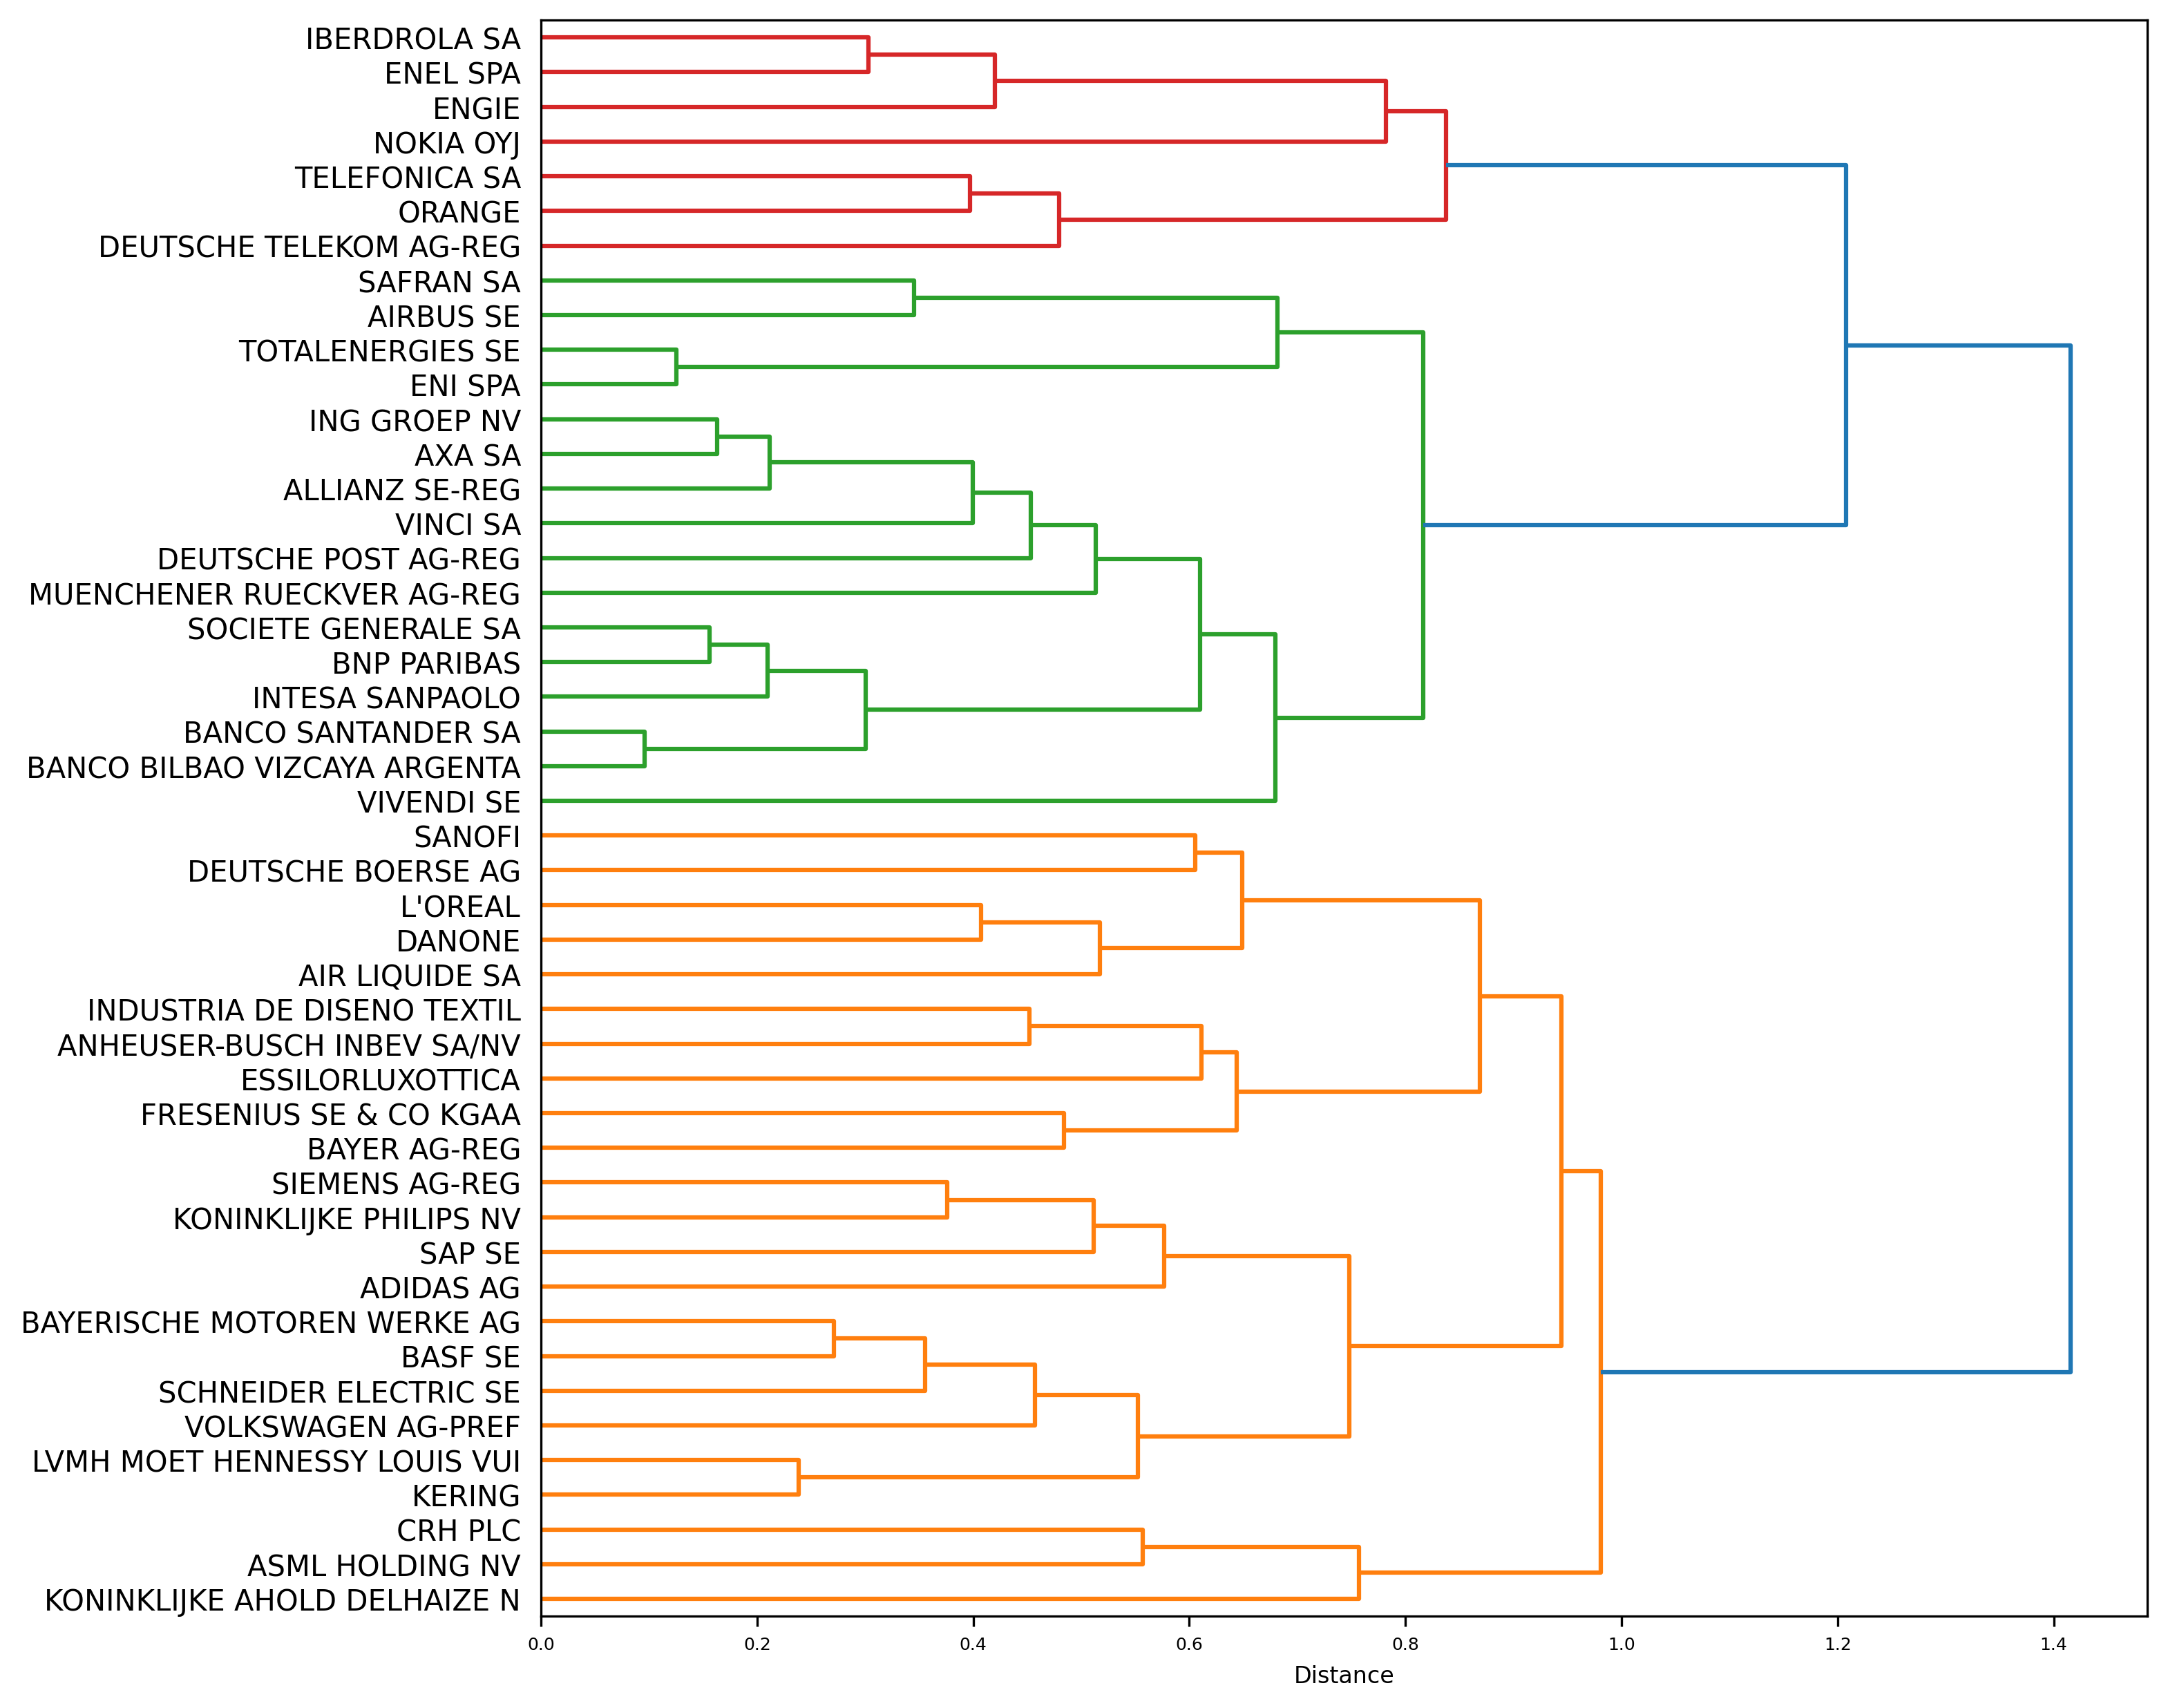 IBERDROLA SA
ENEL SPA
ENGIE
NOKIA OYJ
TELEFONICA SA
ORANGE
DEUTSCHE TELEKOM AG-REG
SAFRAN SA
AIRBUS SE
TOTALENERGIES SE
ENI SPA
ING GROEP NV
AXA SA
ALLIANZ SE-REG
VINCI SA
DEUTSCHE POST AG-REG
MUENCHENER RUECKVER AG-REG
SOCIETE GENERALE SA
BNP PARIBAS
INTESA SANPAOLO
BANCO SANTANDER SA
BANCO BILBAO VIZCAYA ARGENTA
VIVENDI SE
SANOFI
DEUTSCHE BOERSE AG
L'OREAL
DANONE
AIR LIQUIDE SA
INDUSTRIA DE DISENO TEXTIL
ANHEUSER-BUSCH INBEV SA/NV
ESSILORLUXOTTICA
FRESENIUS SE & CO KGAA
BAYER AG-REG
SIEMENS AG-REG
KONINKLIJKE PHILIPS NV
SAP SE
ADIDAS AG
BAYERISCHE MOTOREN WERKE AG
BASF SE
SCHNEIDER ELECTRIC SE
VOLKSWAGEN AG-PREF
LVMH MOET HENNESSY LOUIS VUI
KERING
CRH PLC
ASML HOLDING NV
KONINKLIJKE AHOLD DELHAIZE N
0.0 0.2 0.4 0.6 0.8 1.0 1.2 1.4
Distance